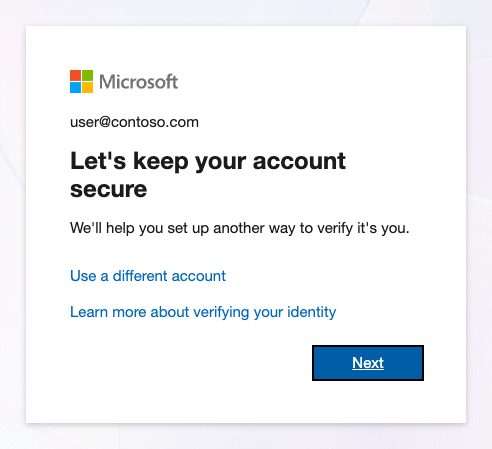 Microsoft
user@contoso.com
Let's keep your account
secure
We'll help you set up another way to verify it's you.
Use a different account
Learn more about verifying your identity
Next